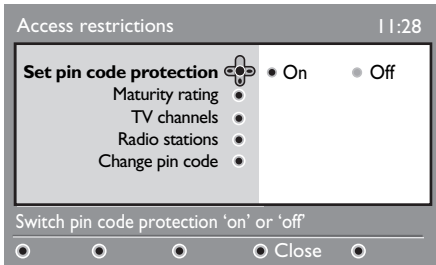 Access restrictions 11:28
Set pin code protection On Off
Maturity rating
TV channels
Radio stations
Change pin code
Switch pin code protection ‘on’ or ‘off’
Close